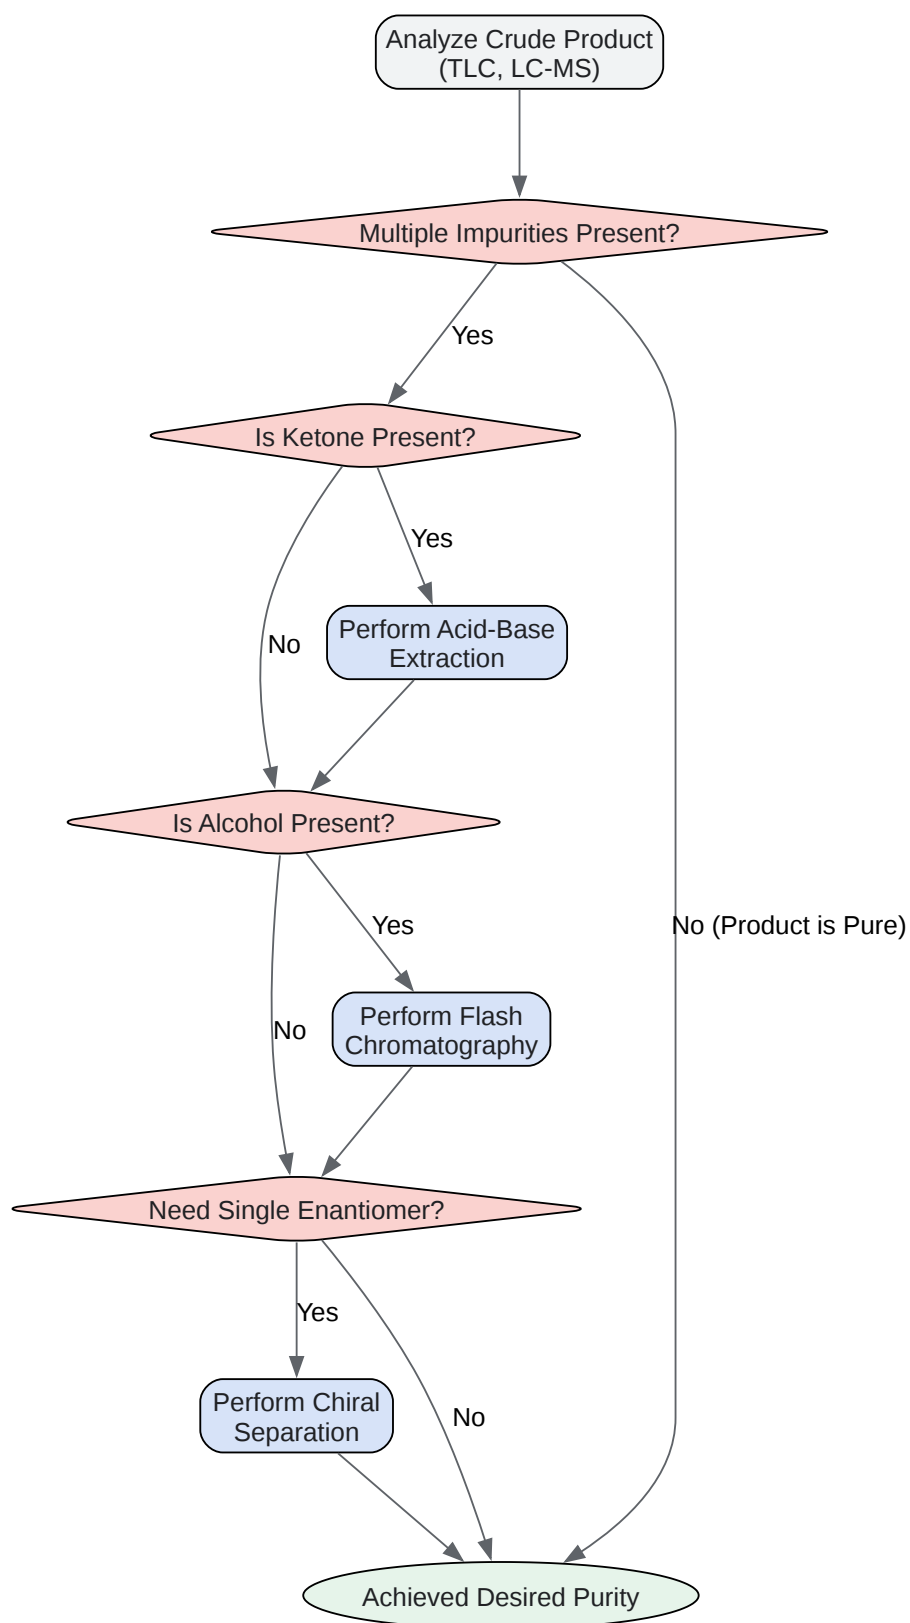 Analyze Crude Product
(TLC, LC-MS)
Multiple Impurities Present?
Yes
Is Ketone Present?
Yes
Perform Acid-Base
Extraction
No
Is Alcohol Present?
Yes
No (Product is Pure)
Perform Flash
Chromatography
No
Need Single Enantiomer?
Yes
Perform Chiral
Separation
No
Achieved Desired Purity